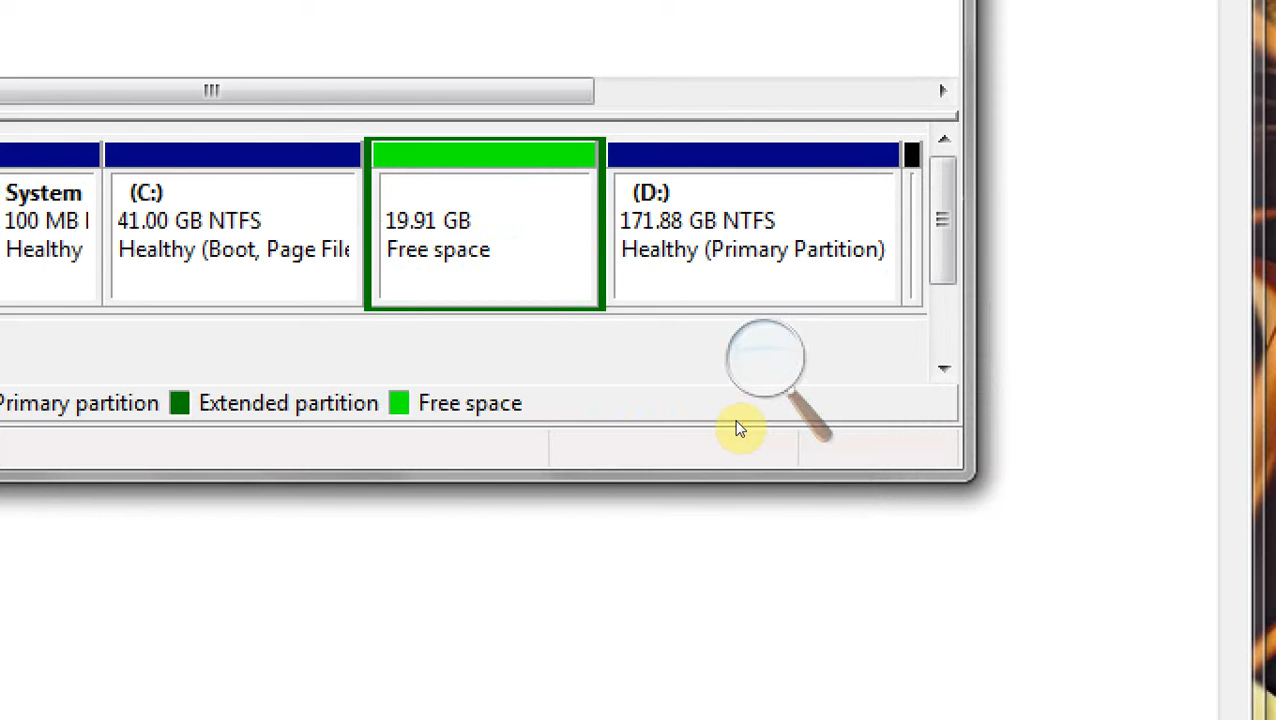 System
100 MB
Healthy
(C:)
41.00 GB NTFS
Healthy (Boot, Page File
19.91 GB
Free space
(D:)
171.88 GB NTFS
Healthy (Primary Partition)
Primary partition
Extended partition
Free space